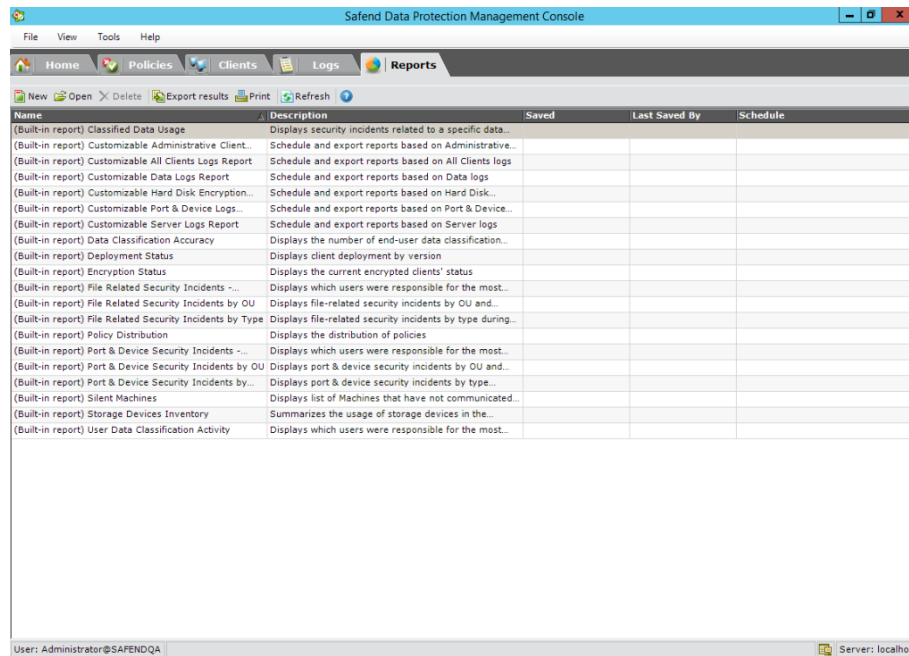 Safend Data Protection Management Console
File View Tools Help
Home Policies Clients Logs Reports
New Open Delete Export results Print Refresh
Name Description Saved Last Saved By Schedule
(Built-in report) Classified Data Usage Displays security incidents related to a specific data...
(Built-in report) Customizable Administrative Client... Schedule and export reports based on Administrative...
(Built-in report) Customizable All Clients Logs Report Schedule and export reports based on All Clients logs
(Built-in report) Customizable Data Logs Report Schedule and export reports based on Data logs
(Built-in report) Customizable Hard Disk Encryption... Schedule and export reports based on Hard Disk...
(Built-in report) Customizable Port & Device Logs... Schedule and export reports based on Port & Device...
(Built-in report) Customizable Server Logs Report Schedule and export reports based on Server logs
(Built-in report) Data Classification Accuracy Displays the number of end-user data classification...
(Built-in report) Deployment Status Displays client deployment by version
(Built-in report) Encryption Status Displays the current encrypted clients' status
(Built-in report) File Related Security Incidents -... Displays which users were responsible for the most...
(Built-in report) File Related Security Incidents by OU Displays file-related security incidents by OU and...
(Built-in report) File Related Security Incidents by Type Displays file-related security incidents by type during...
(Built-in report) Policy Distribution Displays the distribution of policies
(Built-in report) Port & Device Security Incidents -... Displays which users were responsible for the most...
(Built-in report) Port & Device Security Incidents by OU Displays port & device security incidents by OU and...
(Built-in report) Port & Device Security Incidents by... Displays port & device security incidents by type...
(Built-in report) Silent Machines Displays list of Machines that have not communicated...
(Built-in report) Storage Devices Inventory Summarizes the usage of storage devices in the...
(Built-in report) User Data Classification Activity Displays which users were responsible for the most...
User: Administrator@SAFENDQA Server: localho